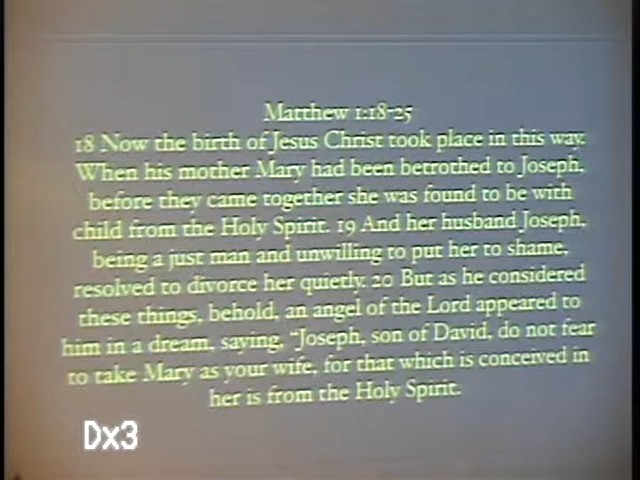 Matthew 1:18-25
18 Now the birth of Jesus Christ took place in this way.
When his mother Mary had been betrothed to Joseph,
before they came together she was found to be with
child from the Holy Spirit. 19 And her husband Joseph,
being a just man and unwilling to put her to shame,
resolved to divorce her quietly. 20 But as he considered
these things, behold, an angel of the Lord appeared to
him in a dream, saying, “Joseph, son of David, do not fear
to take Mary as your wife, for that which is conceived in
her is from the Holy Spirit.
Dx3